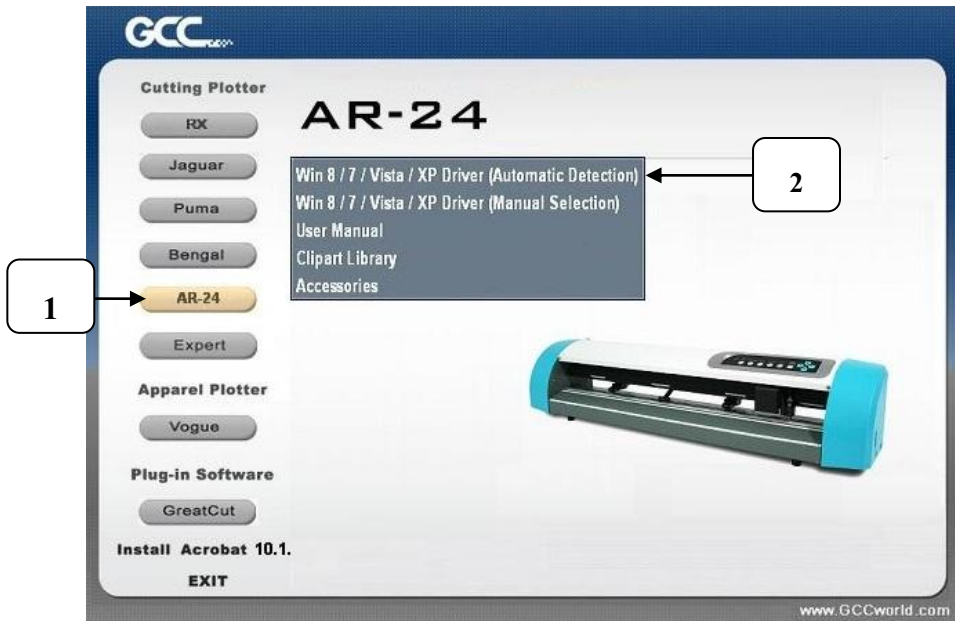 GCC
Cutting Plotter
RX
Jaguar
Puma
Bengal
AR-24
Expert
Apparel Plotter
Vogue
Plug-in Software
GreatCut
Install Acrobat 10.1.
EXIT
1
AR-24
Win 8 / 7 / Vista / XP Driver (Automatic Detection)
Win 8 / 7 / Vista / XP Driver (Manual Selection)
User Manual
Clipart Library
Accessories
2
www.GCCworld.com